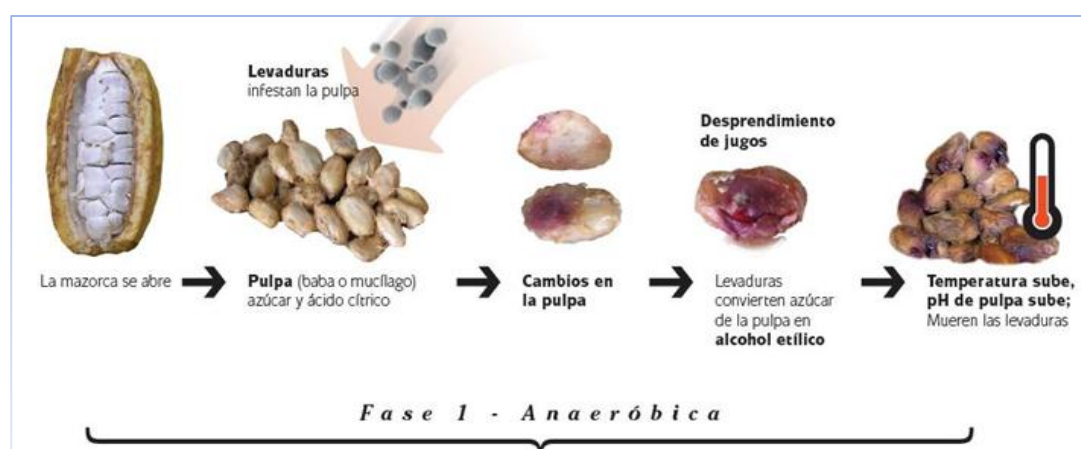 Levaduras
infestan la pulpa
Desprendimiento
de jugos
La mazorca se abre
Pulpa (baba o mucílago)
azúcar y ácido cítrico
Cambios en
la pulpa
Levaduras
convierten azúcar
de la pulpa en
alcohol etílico
Temperatura sube,
pH de pulpa sube;
Mueren las levaduras
Fase 1 - Anaeróbica